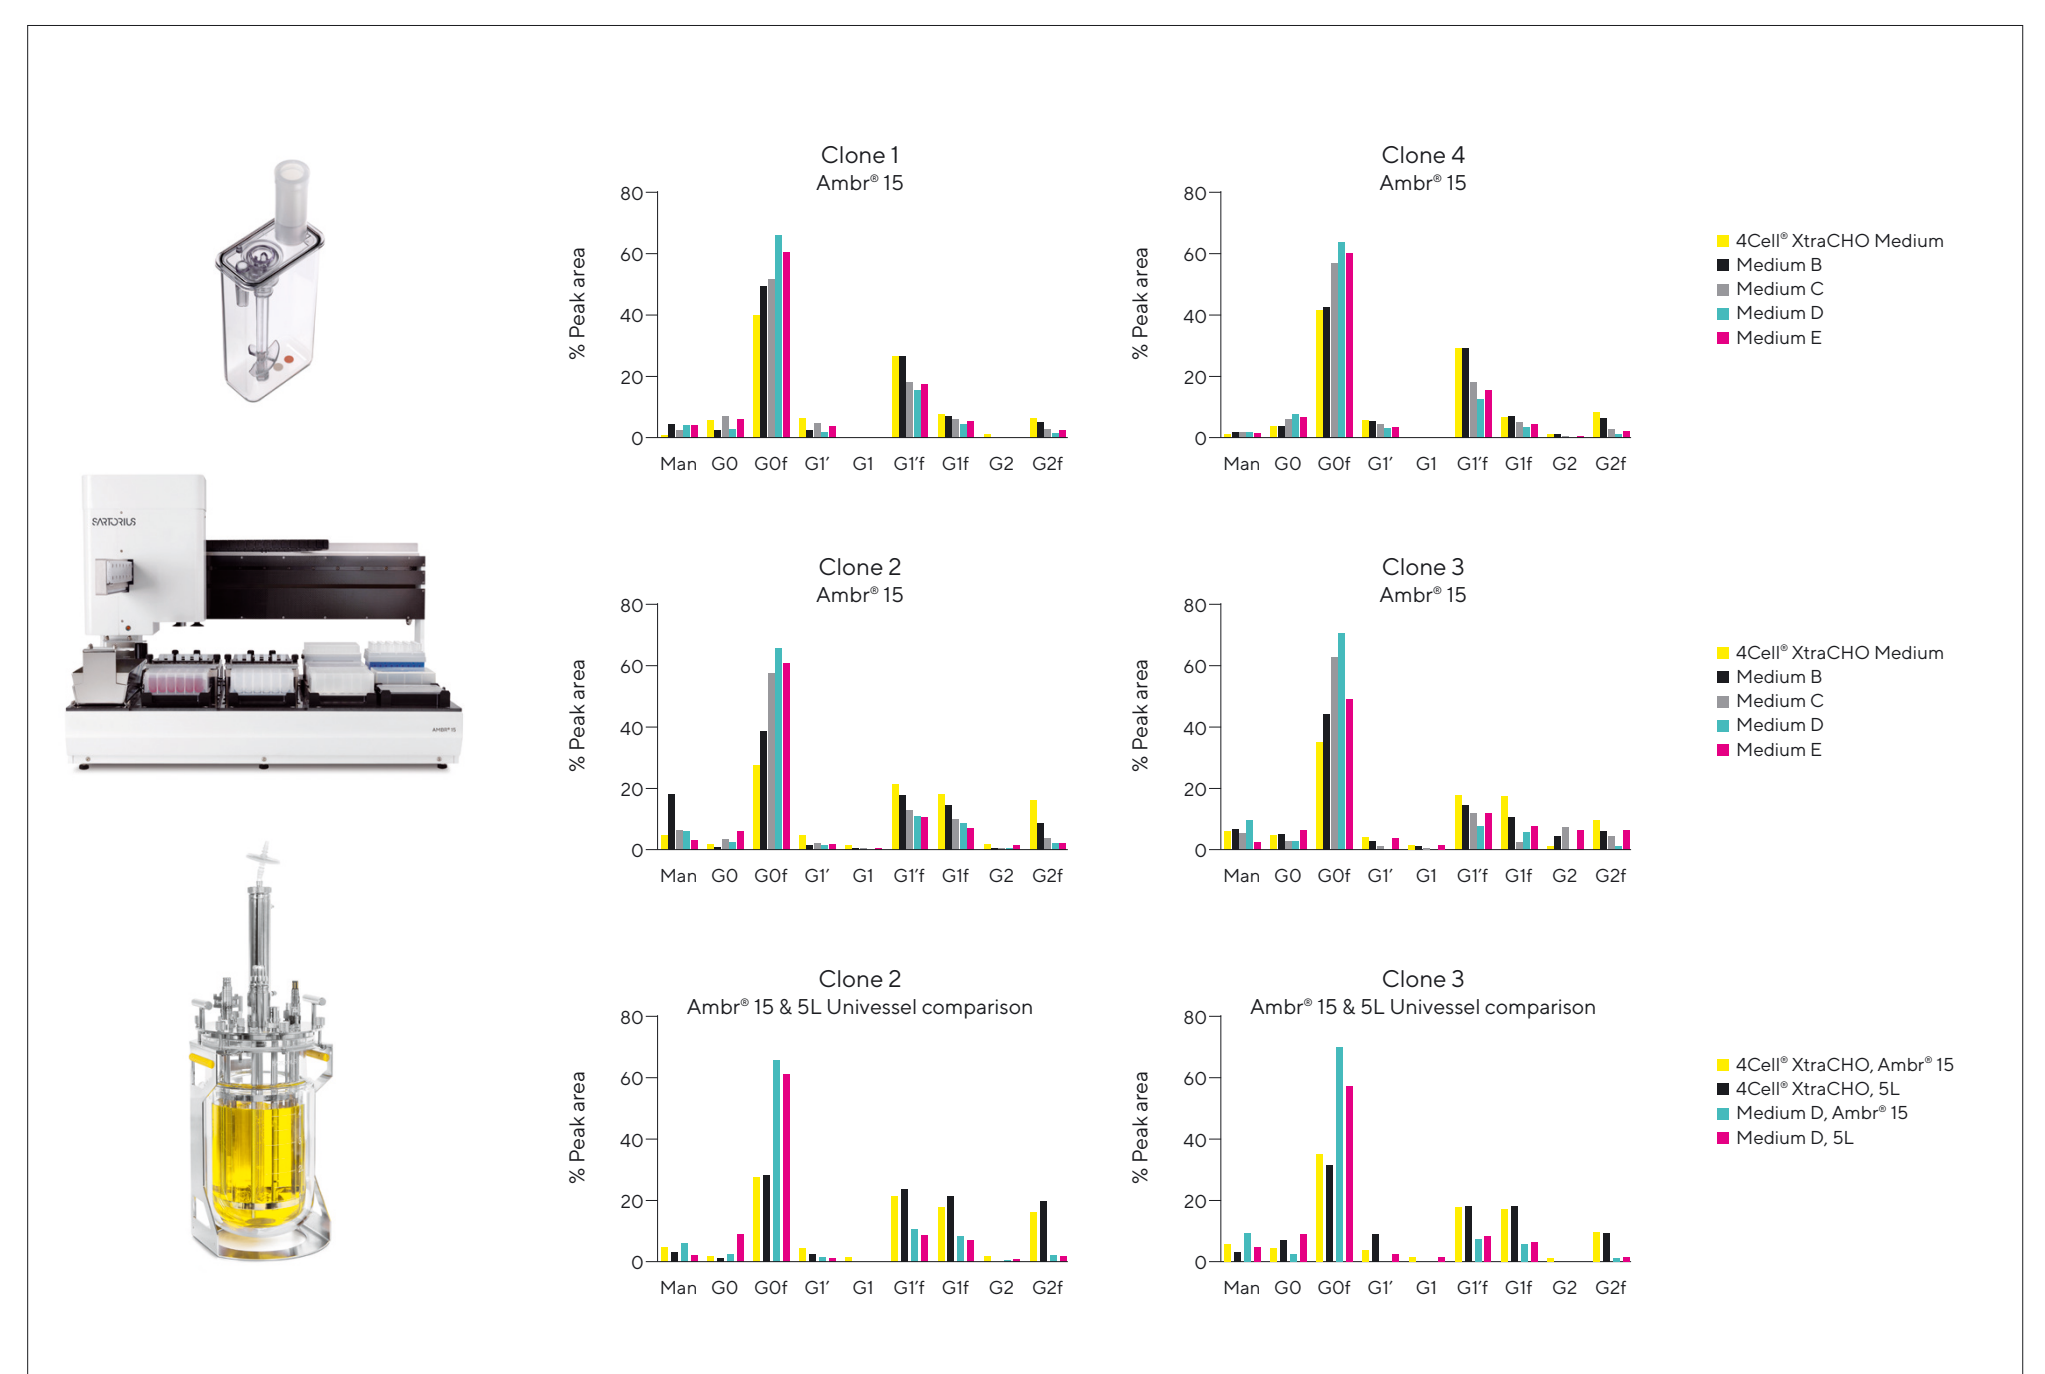 Clone 1
Ambr® 15
% Peak area
80
60
40
20
0
Man G0 G0f G1′ G1 G1′f G1f G2 G2f
Clone 4
Ambr® 15
% Peak area
80
60
40
20
0
Man G0 G0f G1′ G1 G1′f G1f G2 G2f
4Cell® XtraCHO Medium
Medium B
Medium C
Medium D
Medium E
SARTORIUS
AMBR® 15
Clone 2
Ambr® 15
% Peak area
80
60
40
20
0
Man G0 G0f G1′ G1 G1′f G1f G2 G2f
Clone 3
Ambr® 15
% Peak area
80
60
40
20
0
Man G0 G0f G1′ G1 G1′f G1f G2 G2f
4Cell® XtraCHO Medium
Medium B
Medium C
Medium D
Medium E
Clone 2
Ambr® 15 & 5L Univessel comparison
% Peak area
80
60
40
20
0
Man G0 G0f G1′ G1 G1′f G1f G2 G2f
Clone 3
Ambr® 15 & 5L Univessel comparison
% Peak area
80
60
40
20
0
Man G0 G0f G1′ G1 G1′f G1f G2 G2f
4Cell® XtraCHO, Ambr® 15
4Cell® XtraCHO, 5L
Medium D, Ambr® 15
Medium D, 5L